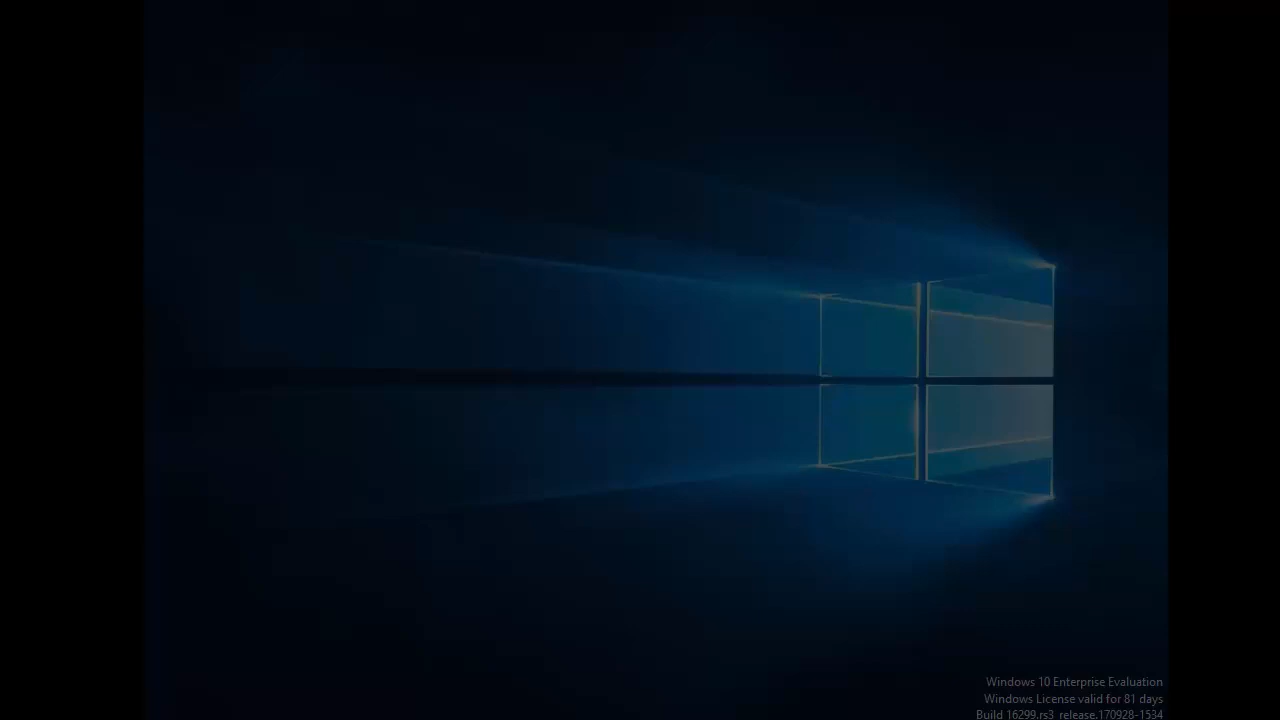 Windows 10 Enterprise Evaluation
Windows License valid for 81 days
Build 16299.rs3_release.170928-1534